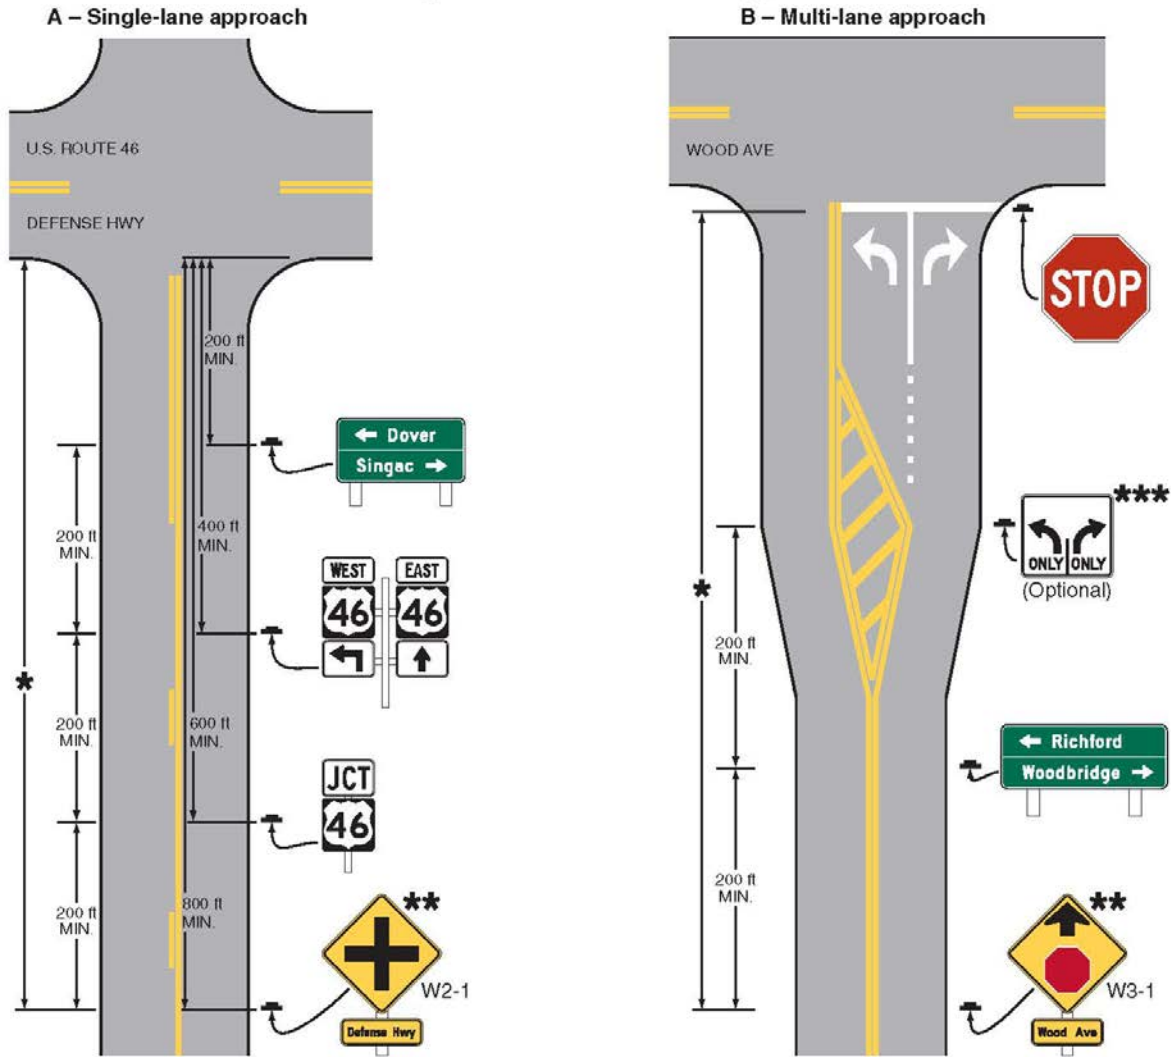 A – Single-lane approach
U.S. ROUTE 46
DEFENSE HWY
200 ft
MIN.
← Dover
Singac →
200 ft
MIN.
400 ft
MIN.
WEST
46
EAST
46
*
200 ft
MIN.
600 ft
MIN.
JCT
46
200 ft
MIN.
800 ft
MIN.
**
W2-1
Defense Hwy
B – Multi-lane approach
WOOD AVE
STOP
***
ONLY ONLY
(Optional)
*
200 ft
MIN.
← Richford
Woodbridge →
200 ft
MIN.
**
W3-1
Wood Ave